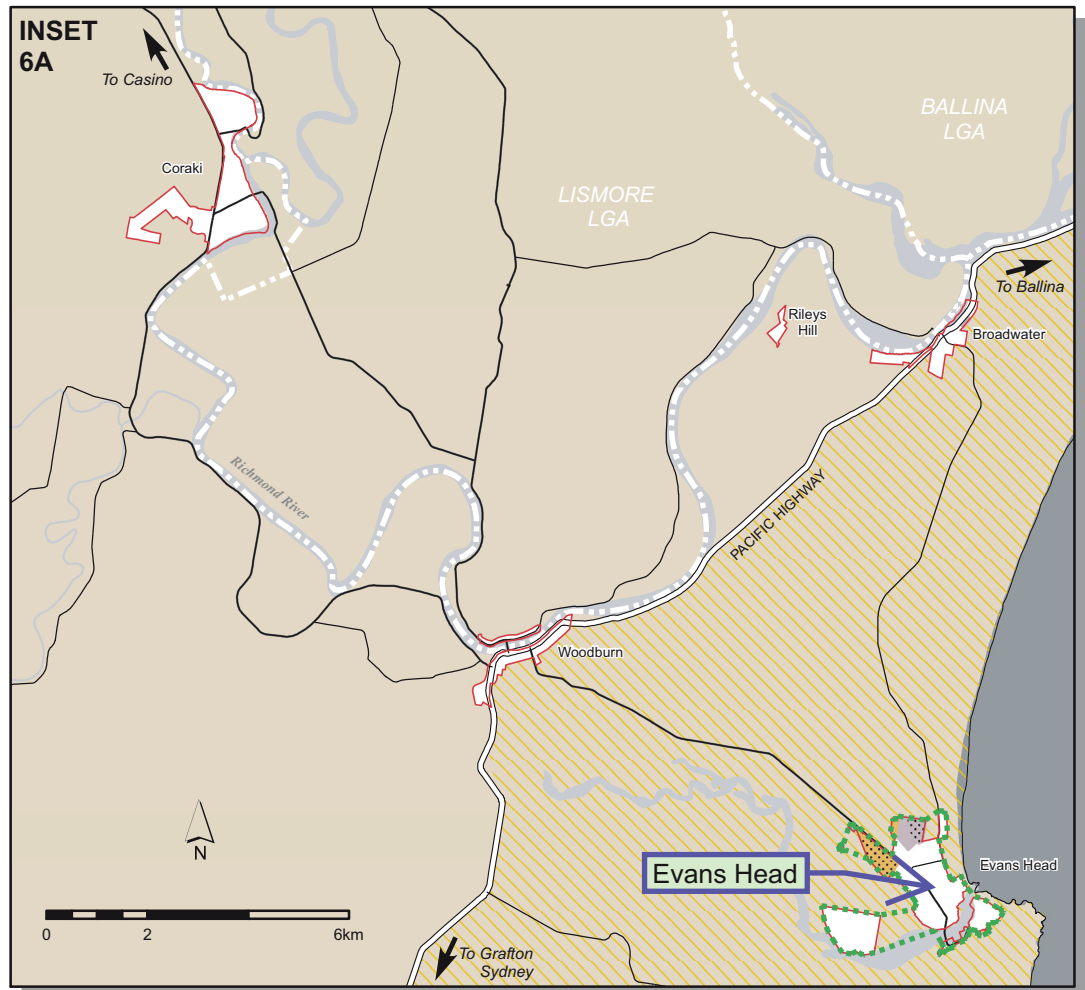 INSET
6A
To Casino
BALLINA
LGA
Coraki
LISMORE
LGA
To Ballina
Rileys
Hill
Broadwater
Richmond River
PACIFIC HIGHWAY
Woodburn
N
Evans Head
Evans Head
0 2 6km
To Grafton
Sydney